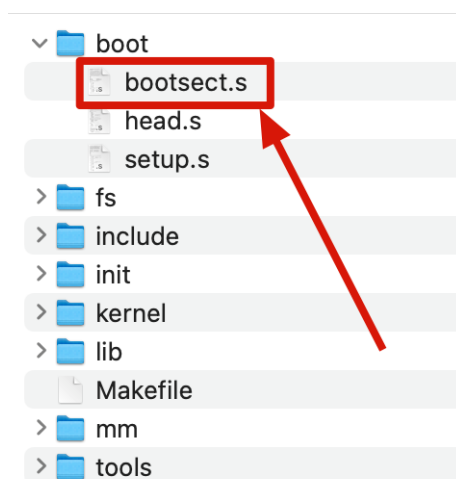 boot
bootsect.s
head.s
setup.s
fs
include
init
kernel
lib
Makefile
mm
tools